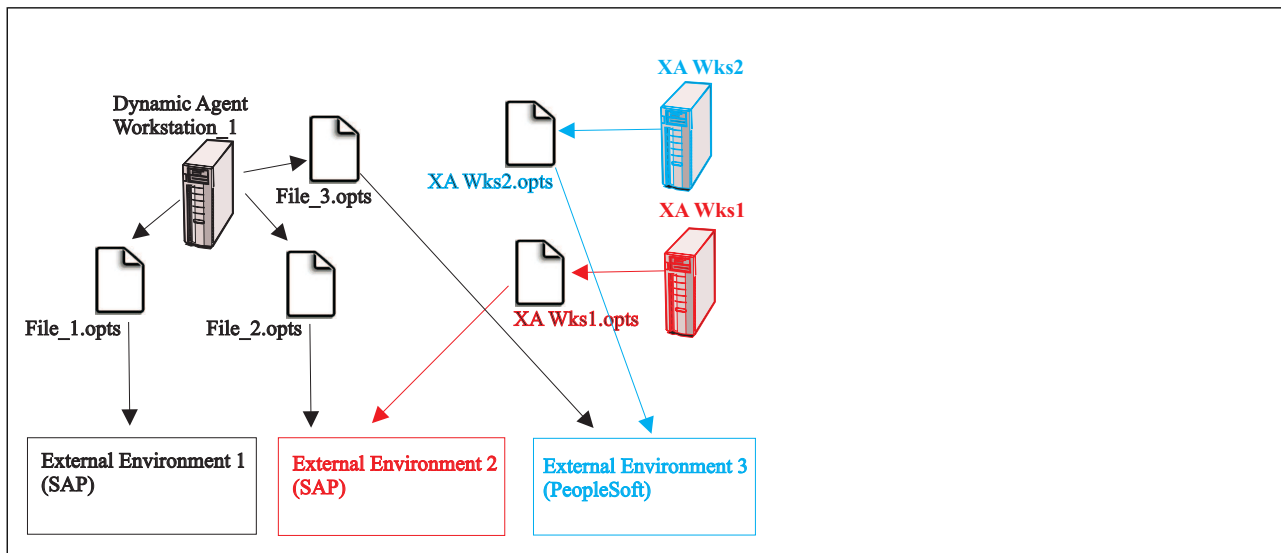 XA Wks2
Dynamic Agent
Workstation_1
File_3.opts
XA Wks2.opts
XA Wks1
File_1.opts
File_2.opts
XA Wks1.opts
External Environment 1
(SAP)
External Environment 2
(SAP)
External Environment 3
(PeopleSoft)